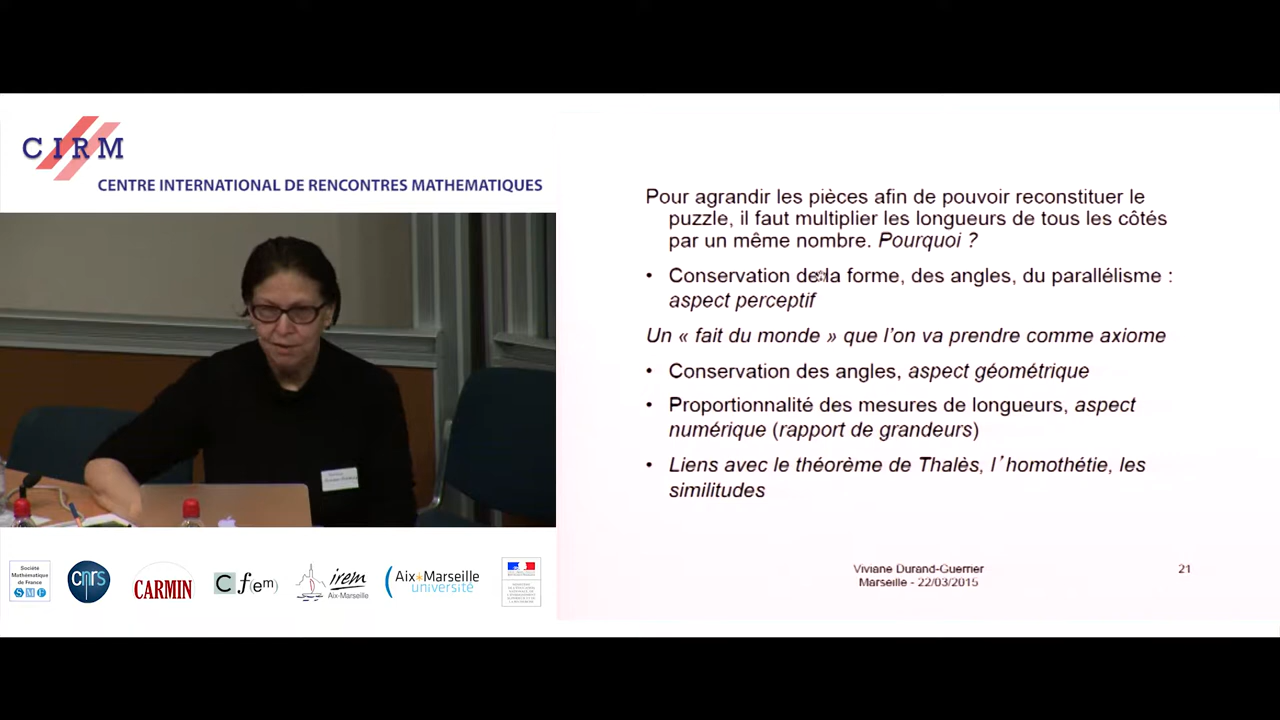 CIRM
CENTRE INTERNATIONAL DE RENCONTRES MATHEMATIQUES
Pour agrandir les pièces afin de pouvoir reconstituer le
puzzle, il faut multiplier les longueurs de tous les côtés
par un même nombre. Pourquoi ?
• Conservation de la forme, des angles, du parallélisme :
aspect perceptif
Un « fait du monde » que l'on va prendre comme axiome
• Conservation des angles, aspect géométrique
• Proportionnalité des mesures de longueurs, aspect
numérique (rapport de grandeurs)
• Liens avec le théorème de Thalès, l'homothétie, les
similitudes
Viviane Durand-Guerrier
Marseille - 22/03/2015
21
Société
Mathématique
de France
SMF
cnrs
CARMIN
Cfem
irem
Aix-Marseille
Aix*Marseille
université